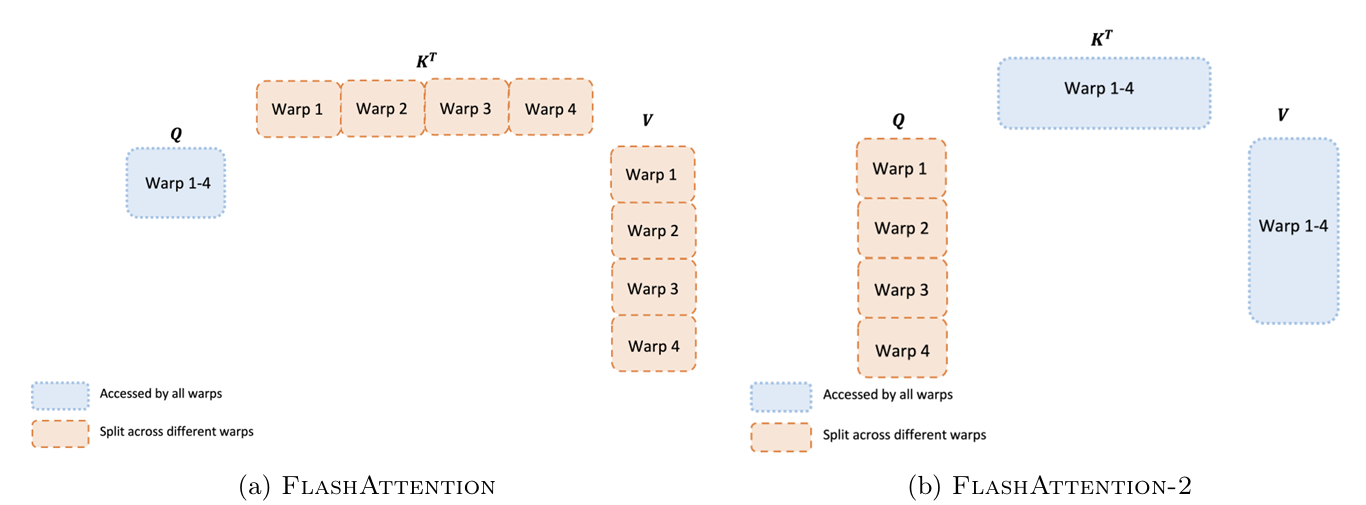 K^T
Warp 1 Warp 2 Warp 3 Warp 4
Q
Warp 1-4
V
Warp 1
Warp 2
Warp 3
Warp 4
Accessed by all warps
Split across different warps
(a) FLASHATTENTION
K^T
Warp 1-4
Q
Warp 1
Warp 2
Warp 3
Warp 4
V
Warp 1-4
Accessed by all warps
Split across different warps
(b) FLASHATTENTION-2